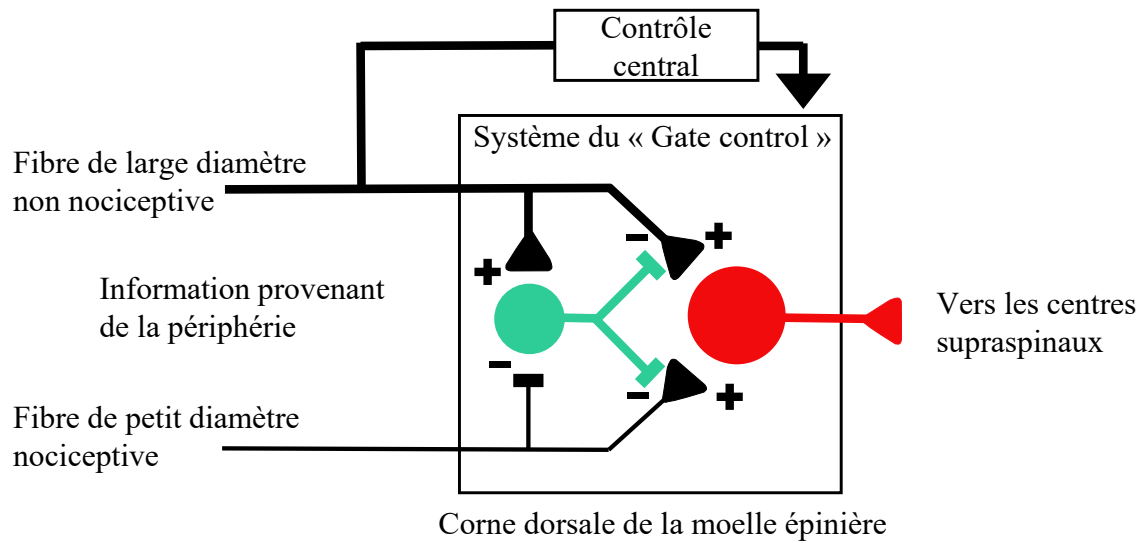 Contrôle
central
Système du « Gate control »
Fibre de large diamètre
non nociceptive
-
+
+
Information provenant
de la périphérie
Vers les centres
supraspinaux
-
-
+
Fibre de petit diamètre
nociceptive
Corne dorsale de la moelle épinière